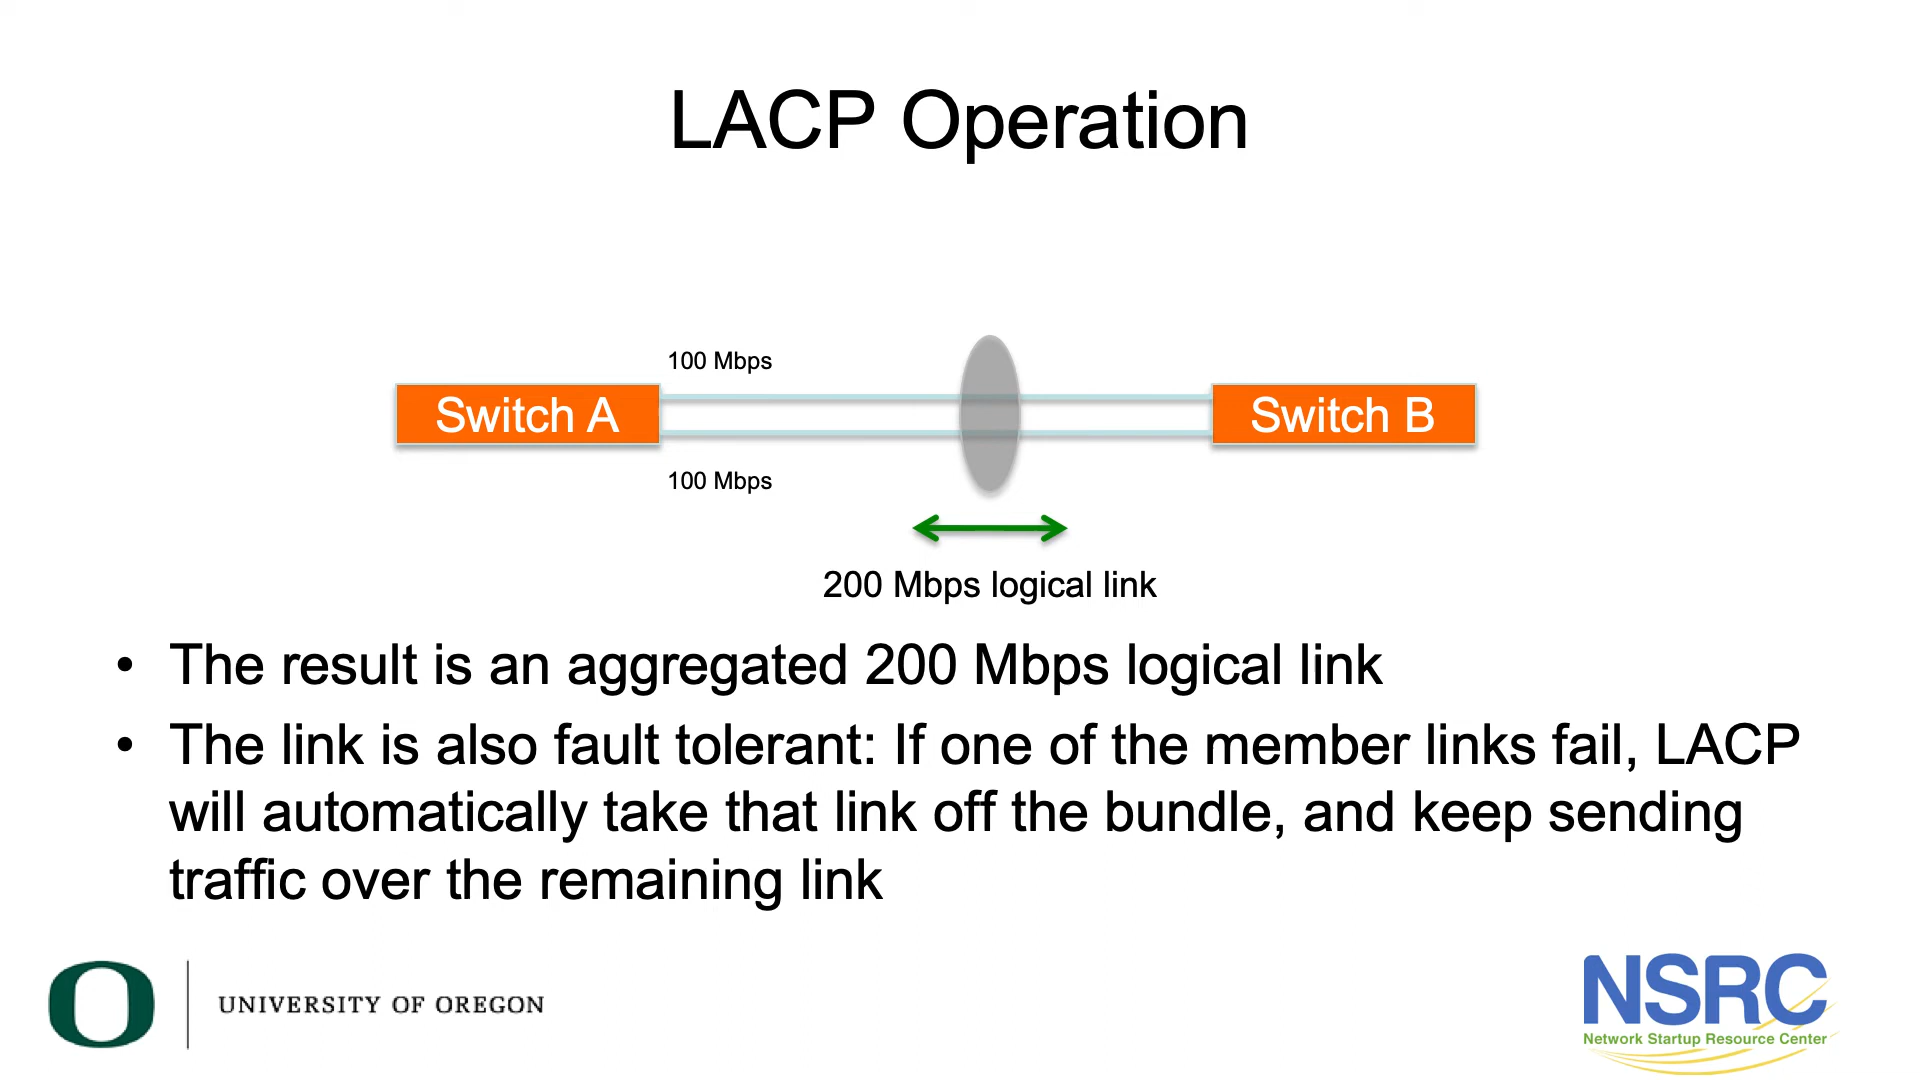 LACP Operation
100 Mbps
Switch A
Switch B
100 Mbps
200 Mbps logical link
• The result is an aggregated 200 Mbps logical link
• The link is also fault tolerant: If one of the member links fail, LACP
will automatically take that link off the bundle, and keep sending
traffic over the remaining link
O
UNIVERSITY OF OREGON
NSRC
Network Startup Resource Center